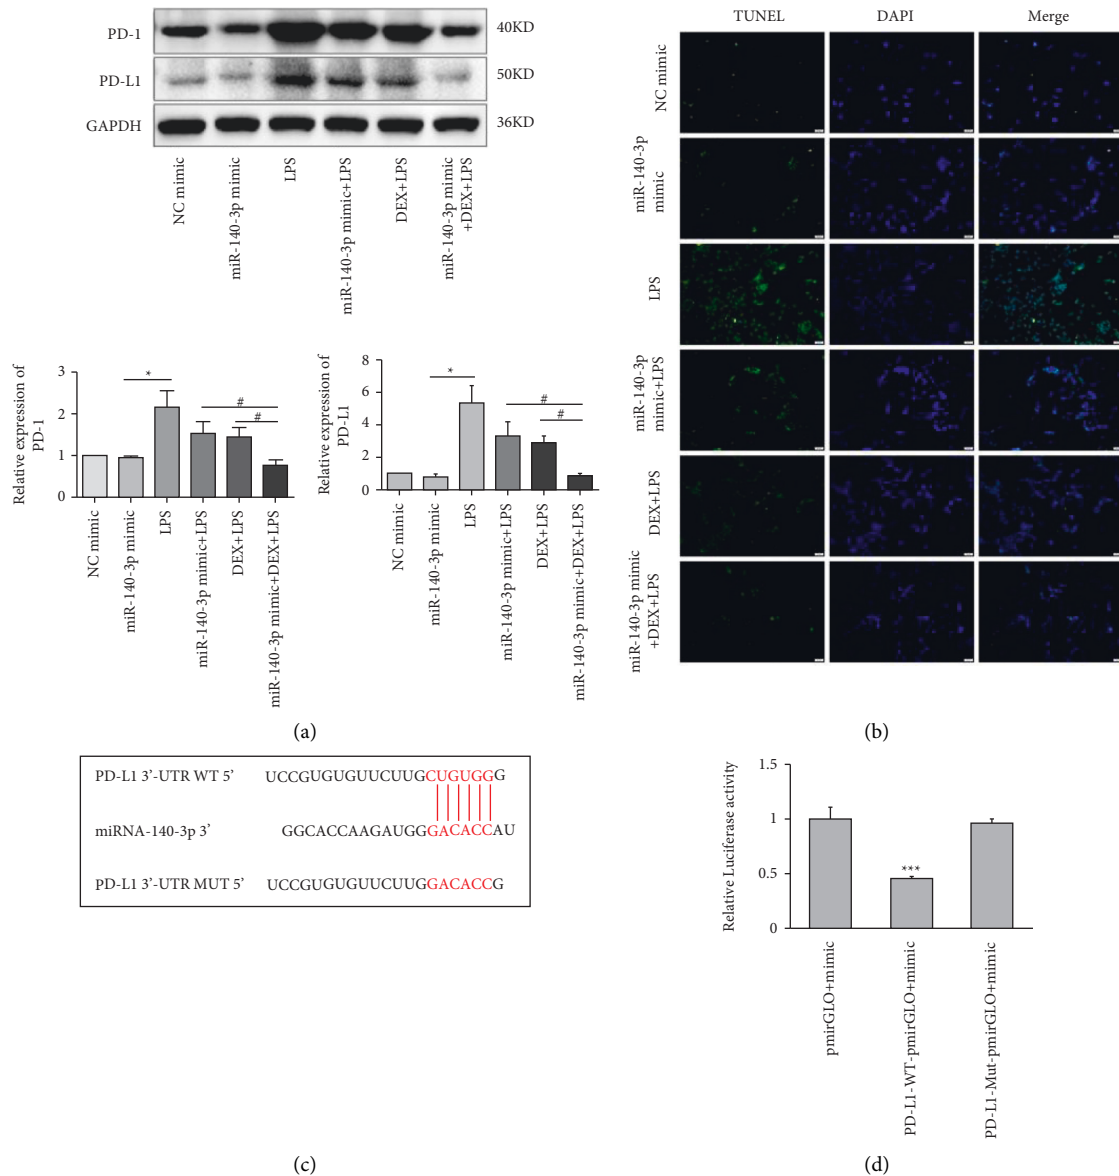 PD-1
40KD
PD-L1
50KD
GAPDH
36KD
NC mimic
miR-140-3p mimic
LPS
miR-140-3p mimic+LPS
DEX+LPS
miR-140-3p mimic
+DEX+LPS
Relative expression of
PD-1
3
2
1
0
*
#
#
NC mimic
miR-140-3p mimic
LPS
miR-140-3p mimic+LPS
DEX+LPS
miR-140-3p mimic+DEX+LPS
Relative expression of
PD-L1
8
6
4
2
0
*
#
#
NC mimic
miR-140-3p mimic
LPS
miR-140-3p mimic+LPS
DEX+LPS
miR-140-3p mimic+DEX+LPS
(a)
TUNEL
DAPI
Merge
NC mimic
miR-140-3p
mimic
LPS
miR-140-3p
mimic+LPS
DEX+LPS
miR-140-3p mimic
+DEX+LPS
(b)
PD-L1 3’-UTR WT 5’ UCCGUGUGUUCUUGCUGUGGG
miRNA-140-3p 3’ GGCACCAAGAUGGGACACCAU
PD-L1 3’-UTR MUT 5’ UCCGUGUGUUCUUGGACACCG
(c)
Relative Luciferase activity
1.5
1
0.5
0
***
pmirGLO+mimic
PD-L1-WT-pmirGLO+mimic
PD-L1-Mut-pmirGLO+mimic
(d)